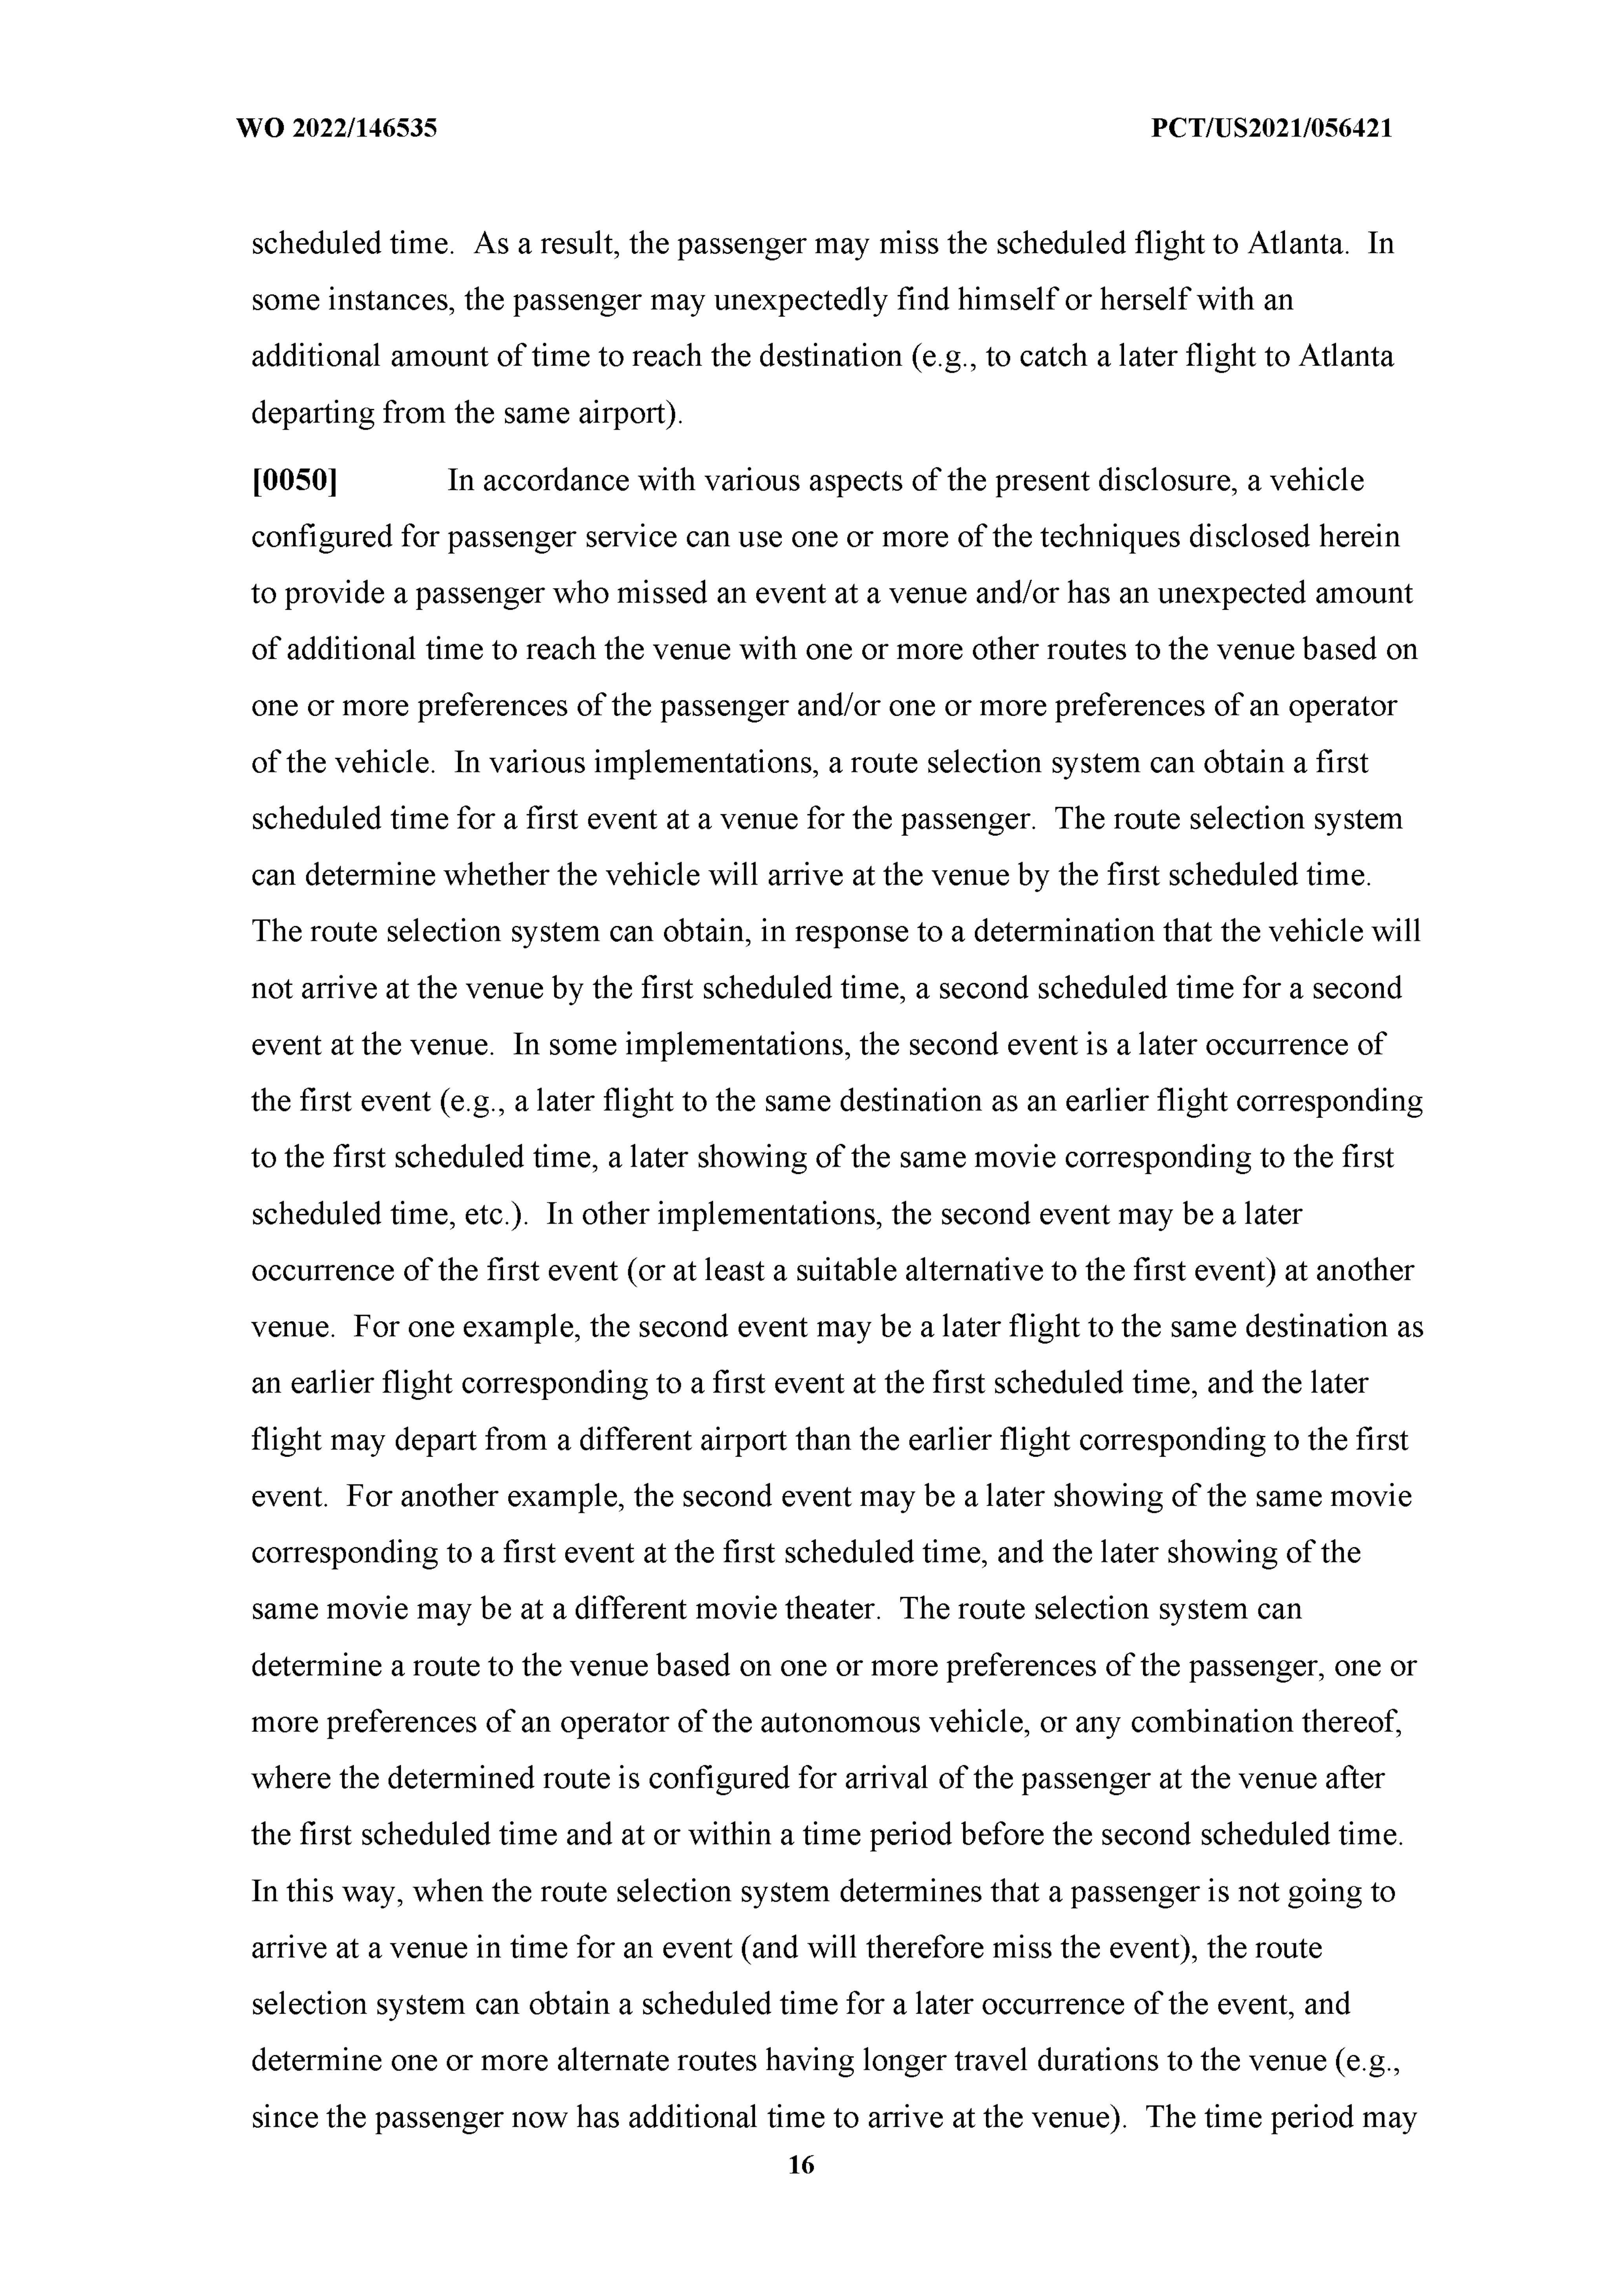 WO 2022/146535
PCT/US2021/056421
scheduled time. As a result, the passenger may miss the scheduled flight to Atlanta. In
some instances, the passenger may unexpectedly find himself or herself with an
additional amount of time to reach the destination (e.g., to catch a later flight to Atlanta
departing from the same airport).
[0050] In accordance with various aspects of the present disclosure, a vehicle
configured for passenger service can use one or more of the techniques disclosed herein
to provide a passenger who missed an event at a venue and/or has an unexpected amount
of additional time to reach the venue with one or more other routes to the venue based on
one or more preferences of the passenger and/or one or more preferences of an operator
of the vehicle. In various implementations, a route selection system can obtain a first
scheduled time for a first event at a venue for the passenger. The route selection system
can determine whether the vehicle will arrive at the venue by the first scheduled time.
The route selection system can obtain, in response to a determination that the vehicle will
not arrive at the venue by the first scheduled time, a second scheduled time for a second
event at the venue. In some implementations, the second event is a later occurrence of
the first event (e.g., a later flight to the same destination as an earlier flight corresponding
to the first scheduled time, a later showing of the same movie corresponding to the first
scheduled time, etc.). In other implementations, the second event may be a later
occurrence of the first event (or at least a suitable alternative to the first event) at another
venue. For one example, the second event may be a later flight to the same destination as
an earlier flight corresponding to a first event at the first scheduled time, and the later
flight may depart from a different airport than the earlier flight corresponding to the first
event. For another example, the second event may be a later showing of the same movie
corresponding to a first event at the first scheduled time, and the later showing of the
same movie may be at a different movie theater. The route selection system can
determine a route to the venue based on one or more preferences of the passenger, one or
more preferences of an operator of the autonomous vehicle, or any combination thereof,
where the determined route is configured for arrival of the passenger at the venue after
the first scheduled time and at or within a time period before the second scheduled time.
In this way, when the route selection system determines that a passenger is not going to
arrive at a venue in time for an event (and will therefore miss the event), the route
selection system can obtain a scheduled time for a later occurrence of the event, and
determine one or more alternate routes having longer travel durations to the venue (e.g.,
since the passenger now has additional time to arrive at the venue). The time period may
16